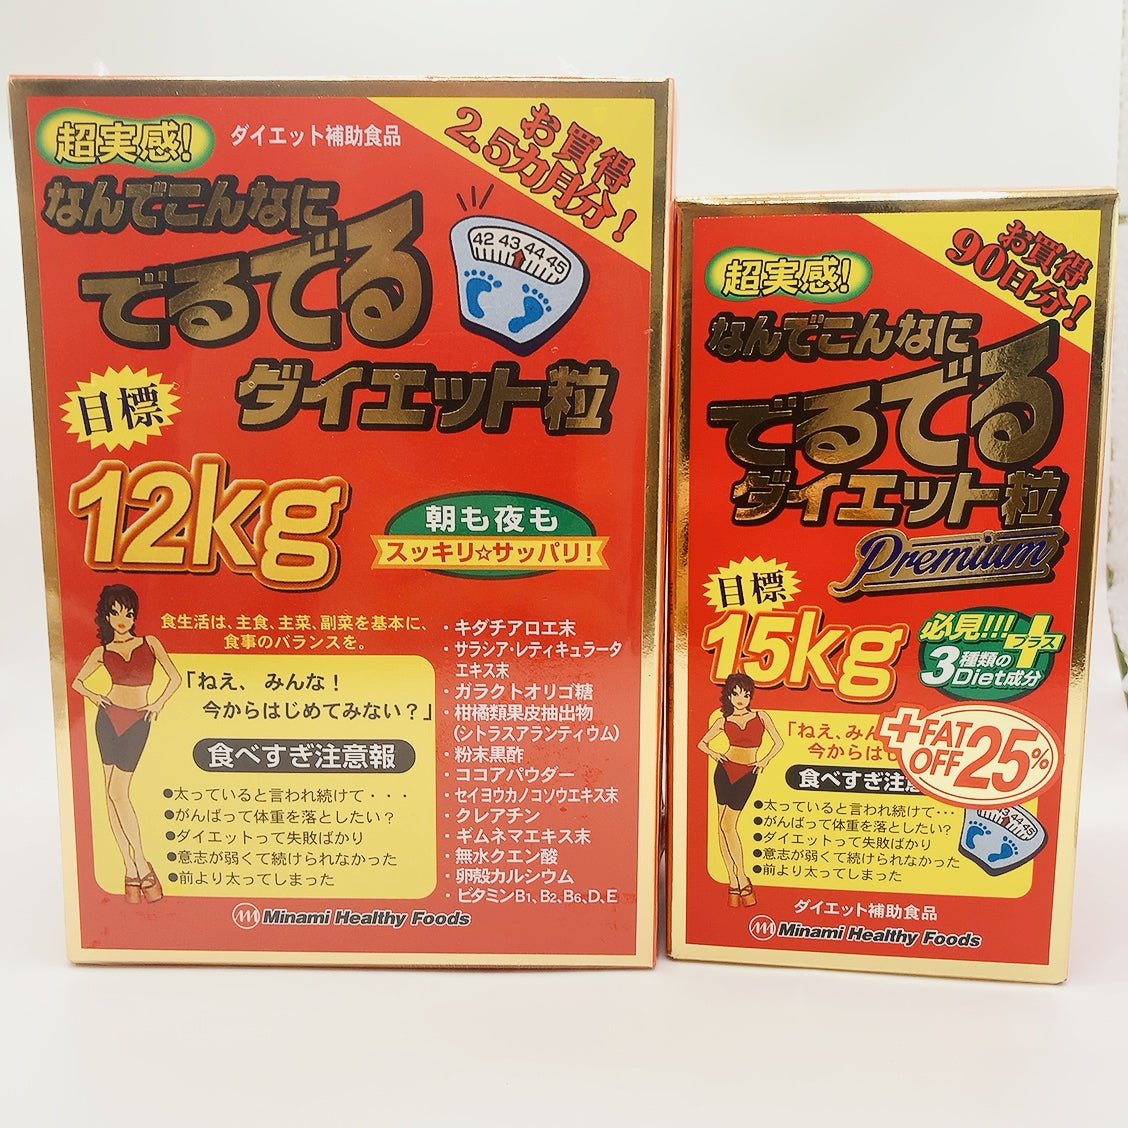 超実感!
ダイエット補助食品
お買得
2.5カ月分!
なんでこんなに
でるでる
ダイエット粒
42 43 44 45
目標
12kg
朝も夜も
スッキリ☆サッパリ!
食生活は、主食、主菜、副菜を基本に、
食事のバランスを。
「ねえ、みんな!
今からはじめてみない?」
食べすぎ注意報
●太っていると言われ続けて・・・
●がんばって体重を落としたい?
●ダイエットって失敗ばかり
●意志が弱くて続けられなかった
●前より太ってしまった
・キダチアロエ末
・サラシア・レティキュラータ
エキス末
・ガラクトオリゴ糖
・柑橘類果皮抽出物
(シトラスアランティウム)
・粉末黒酢
・ココアパウダー
・セイヨウカノコソウエキス末
・クレアチン
・ギムネマエキス末
・無水クエン酸
・卵殻カルシウム
・ビタミンB1、B2、B6、D、E
Minami Healthy Foods
超実感!
お買得
90日分!
なんでこんなに
でるでる
ダイエット粒
Premium
目標
15kg
必見!!!
プラス
3種類の
Diet成分
「ねえ、みん
今からは
+FAT
OFF 25%
食べすぎ注
●太っていると言われ続けて・・・
●がんばって体重を落としたい?
●ダイエットって失敗ばかり
●意志が弱くて続けられなかった
●前より太ってしまった
44 45
ダイエット補助食品
Minami Healthy Foods